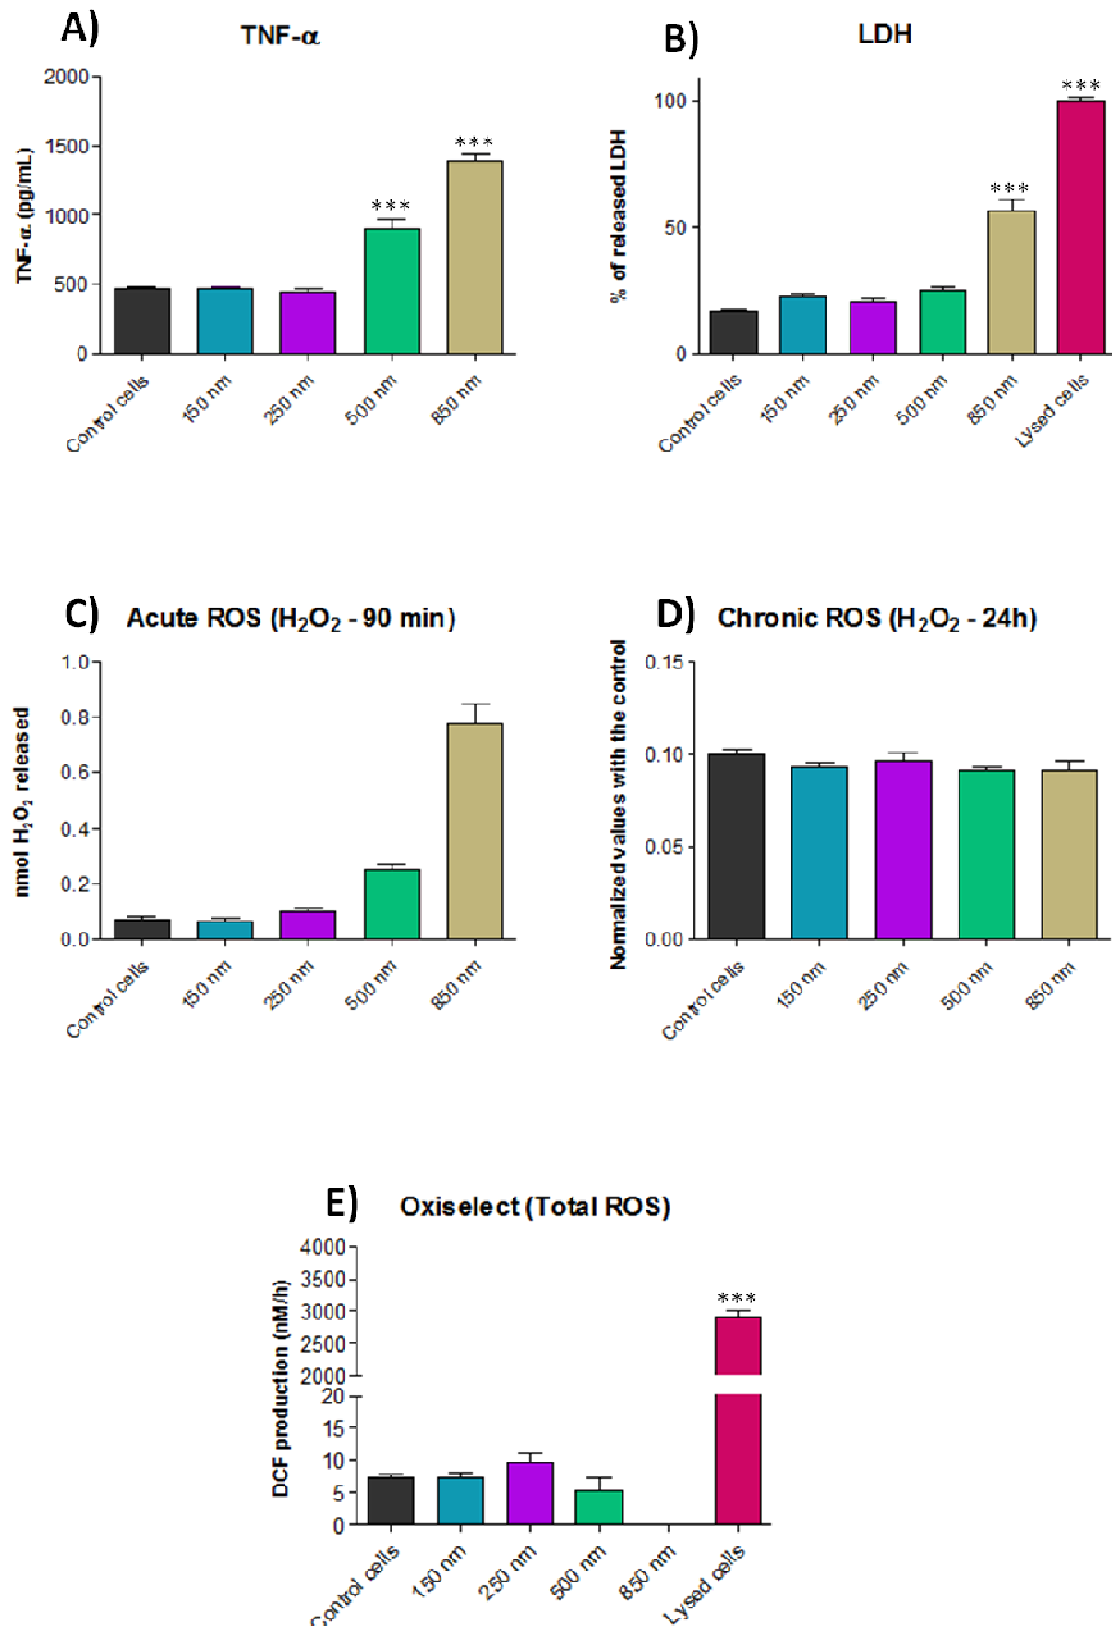 A) TNF-α
2000
1500
1000
500
0
TNF-α (pg/mL)
***
***
Control cells
150 nm
250 nm
500 nm
850 nm
B) LDH
100
50
0
% of released LDH
***
***
Control cells
150 nm
250 nm
500 nm
850 nm
Lysed cells
C) Acute ROS (H₂O₂ - 90 min)
1.0
0.8
0.6
0.4
0.2
0.0
nmol H₂O₂ released
Control cells
150 nm
250 nm
500 nm
850 nm
D) Chronic ROS (H₂O₂ - 24h)
0.15
0.10
0.05
0.00
Normalized values with the control
Control cells
150 nm
250 nm
500 nm
850 nm
E) Oxiselect (Total ROS)
4000
3500
3000
2500
2000
20
15
10
5
0
DCF production (nM/h)
***
Control cells
150 nm
250 nm
500 nm
850 nm
Lysed cells